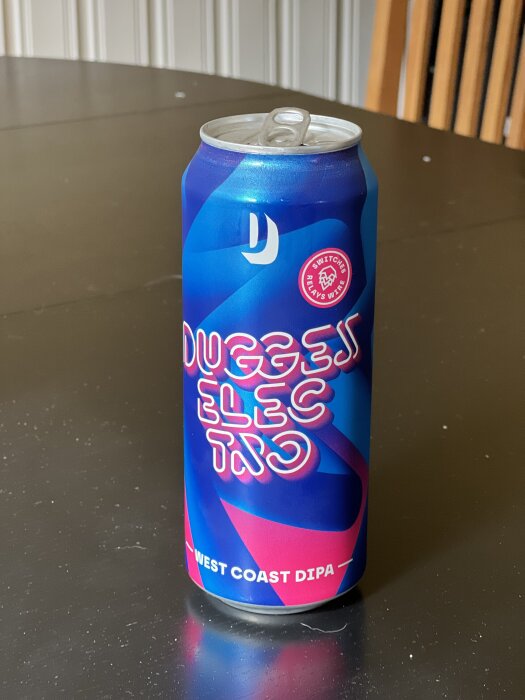 SWITCHES
RELAYS WIRE
DUGGES
ELEC
TRO
— WEST COAST DIPA —